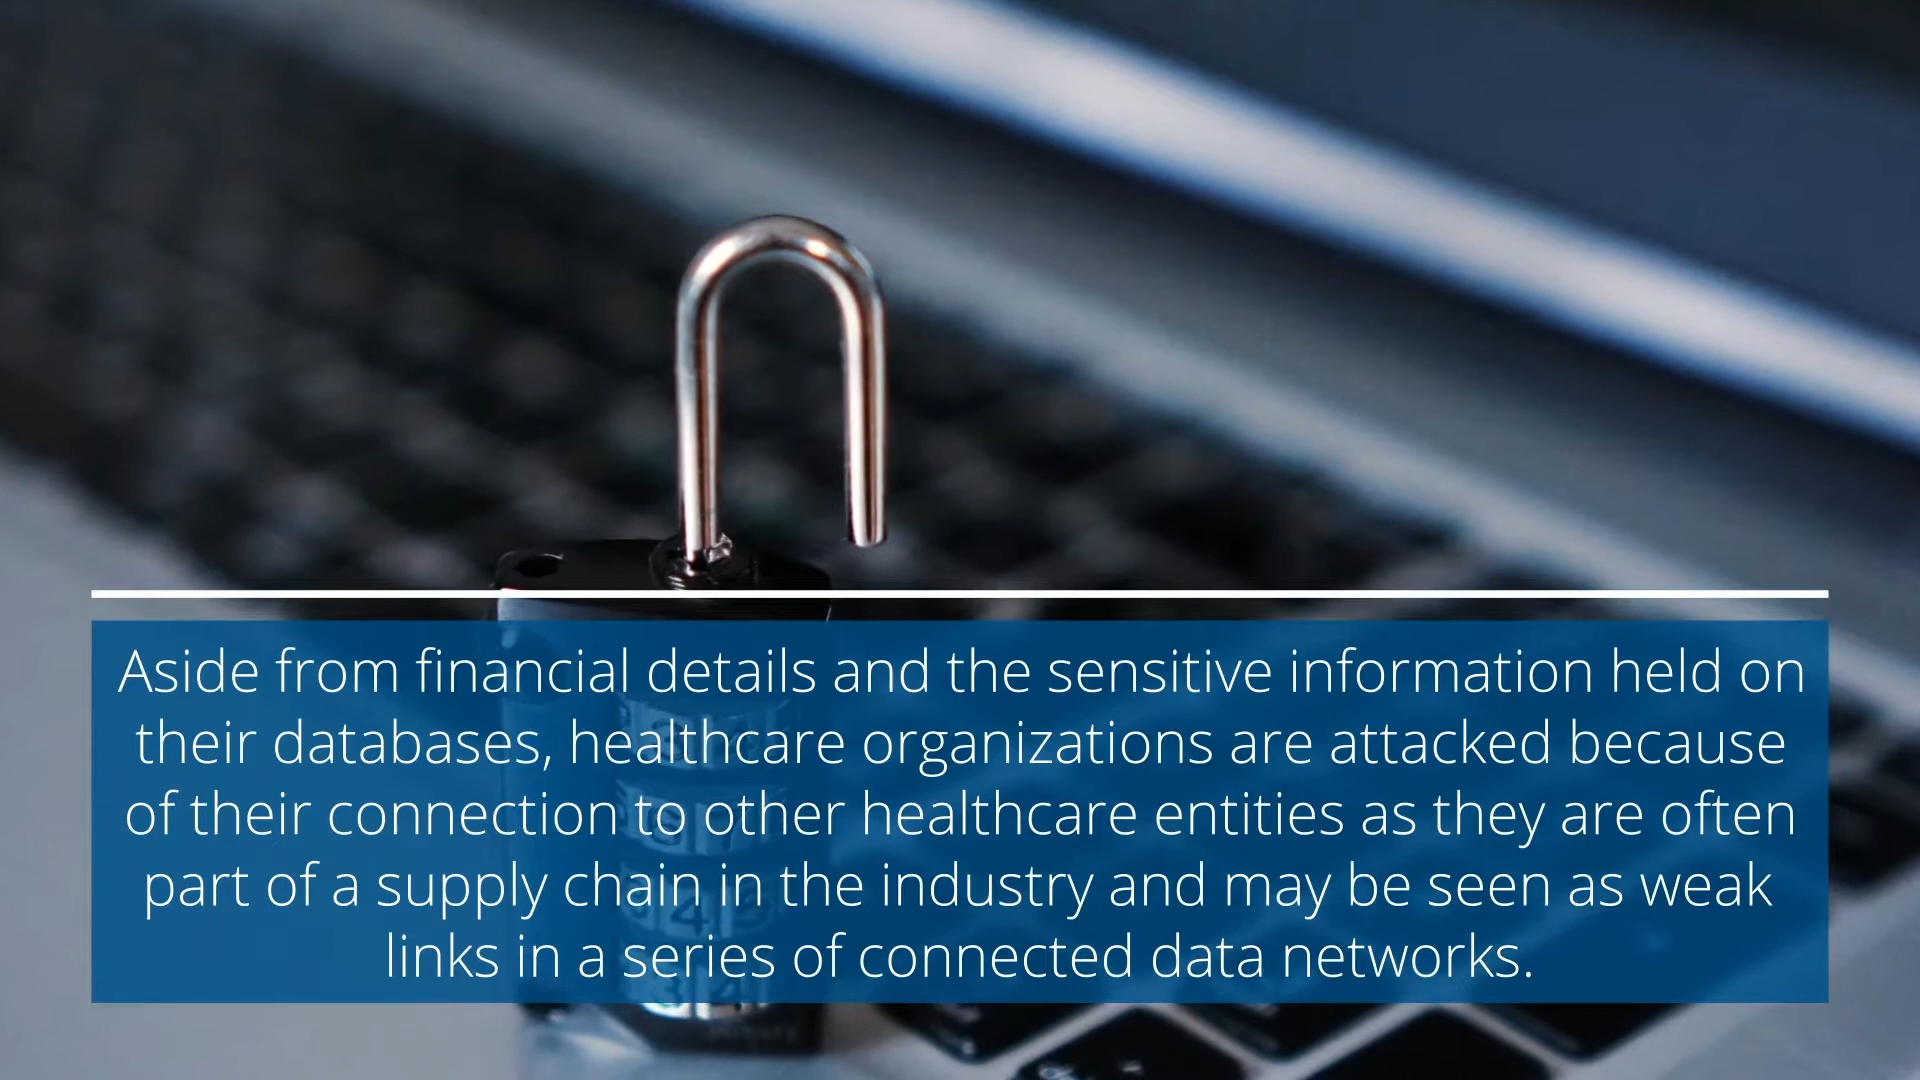 Aside from financial details and the sensitive information held on
their databases, healthcare organizations are attacked because
of their connection to other healthcare entities as they are often
part of a supply chain in the industry and may be seen as weak
links in a series of connected data networks.